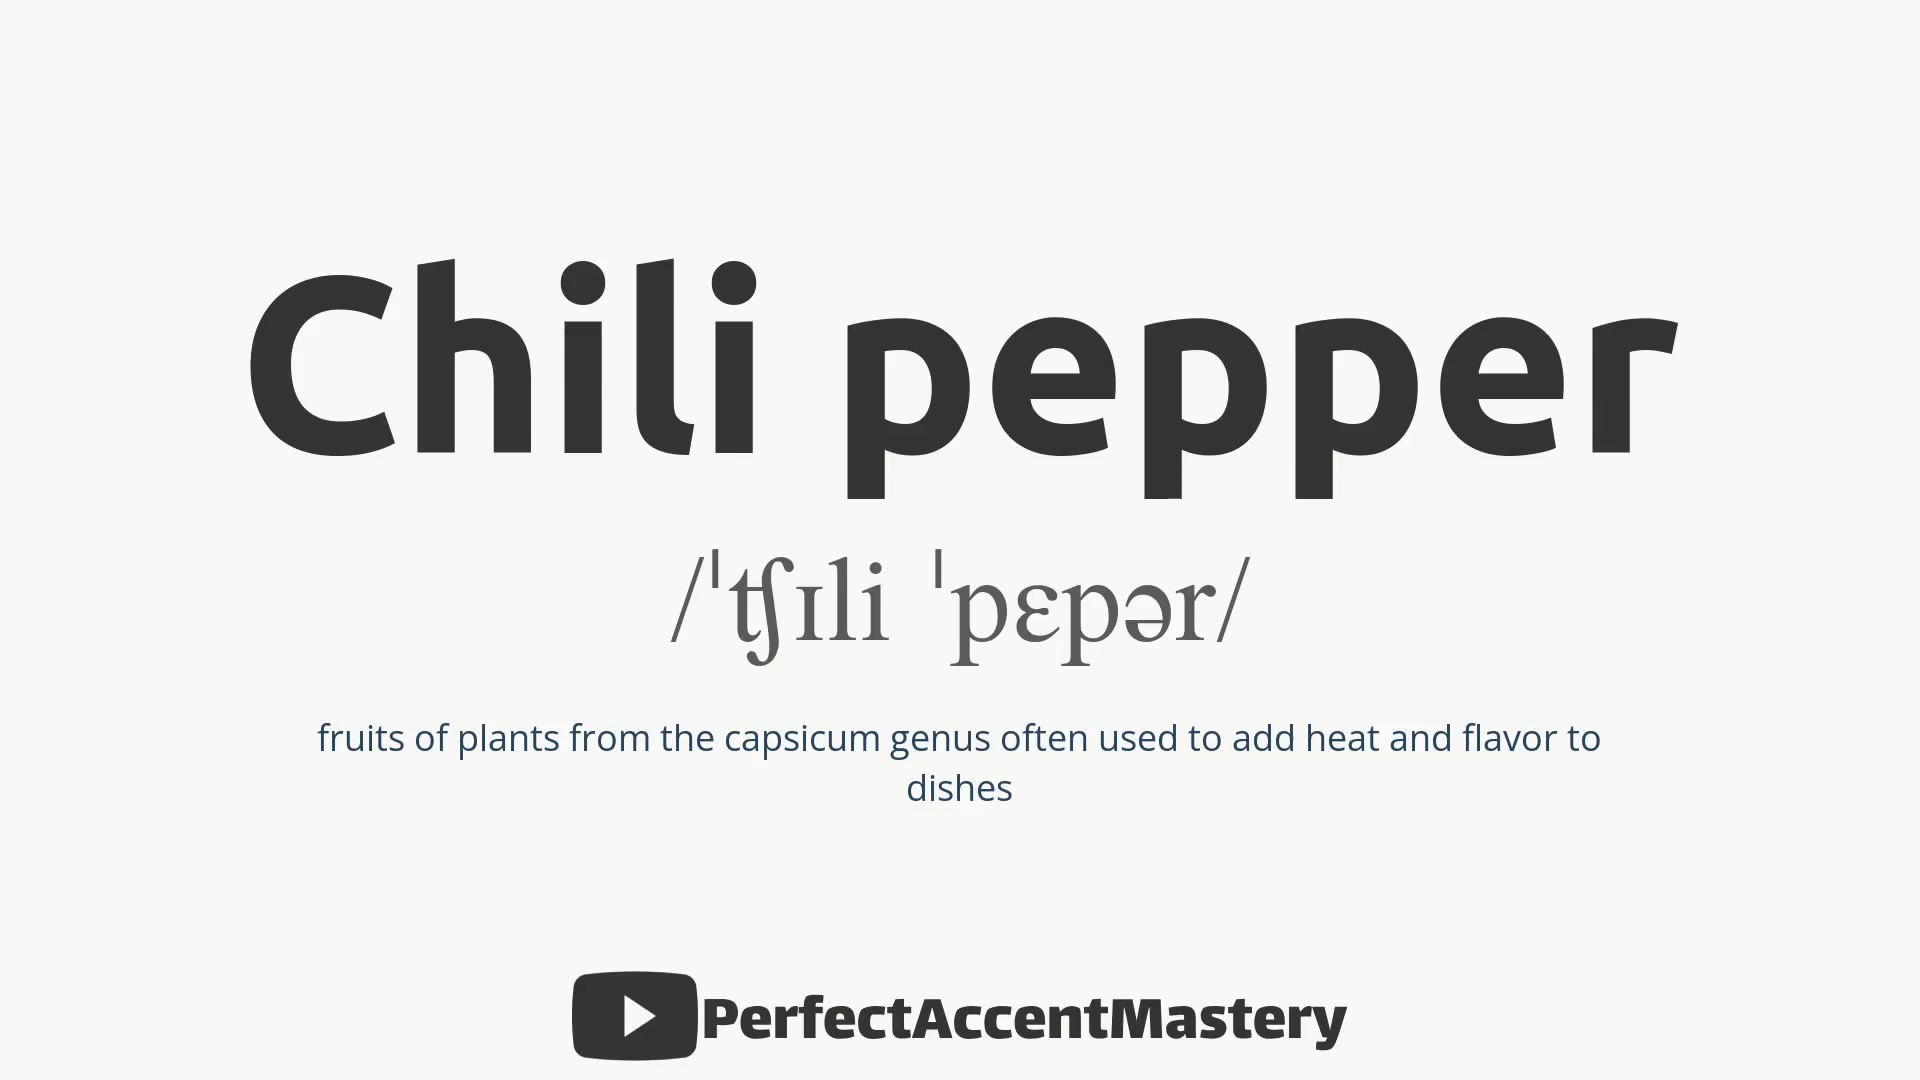 Chili pepper
/ˈʧɪli ˈpɛpər/
fruits of plants from the capsicum genus often used to add heat and flavor to
dishes
PerfectAccentMastery